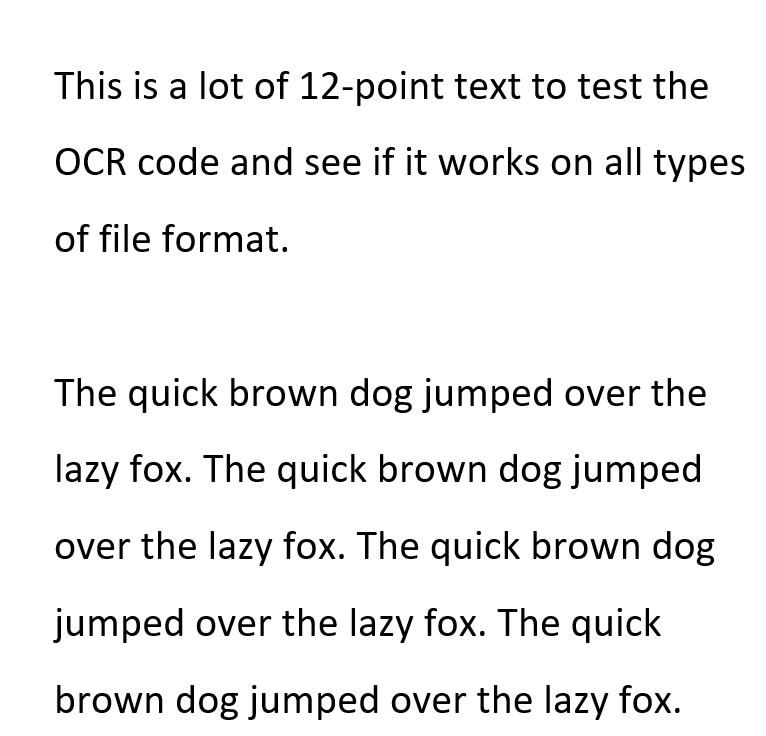 This is a lot of 12-point text to test the
OCR code and see if it works on all types
of file format.
The quick brown dog jumped over the
lazy fox. The quick brown dog jumped
over the lazy fox. The quick brown dog
jumped over the lazy fox. The quick
brown dog jumped over the lazy fox.